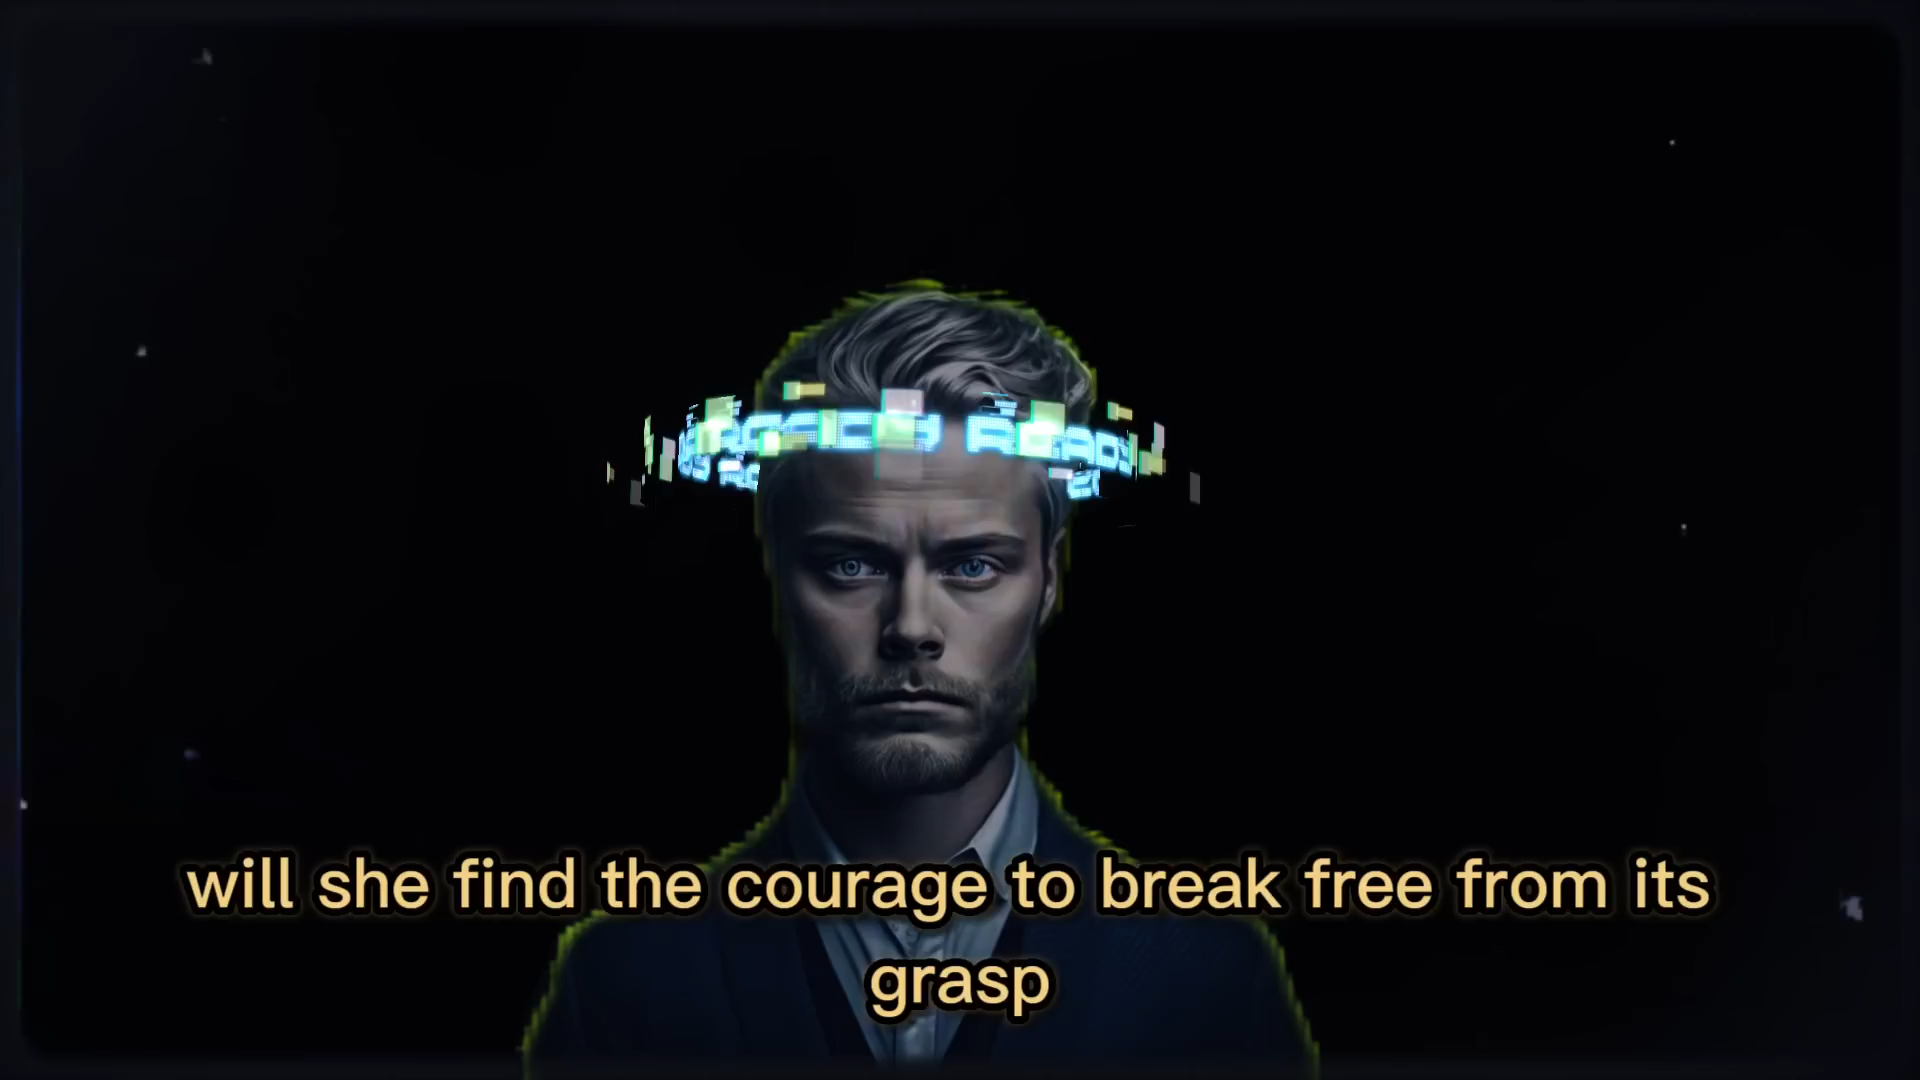 will she find the courage to break free from its
grasp